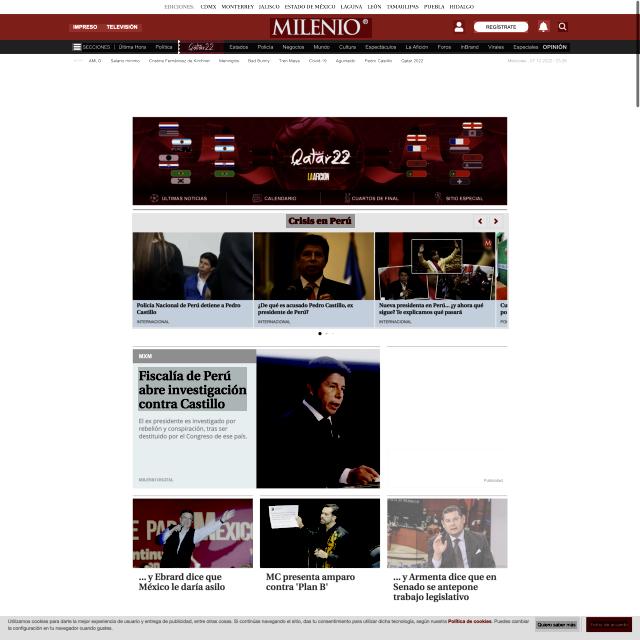 EDICIONES: CDMX MONTERREY JALISCO ESTADO DE MÉXICO LAGUNA LEÓN TAMAULIPAS PUEBLA HIDALGO
IMPRESO TELEVISIÓN
MILENIO®
REGÍSTRATE
SECCIONES | Última Hora Política Qatar22 Estados Policía Negocios Mundo Cultura Espectáculos La Afición Foros InBrand Virales Especiales OPINIÓN
AMLO Salario mínimo Cristina Fernández de Kirchner Memingos Bad Bunny Tren Maya Covid-19 Aguinaldo Pedro Castillo Qatar 2022
Qatar22
LA AFICIÓN
ÚLTIMAS NOTICIAS CALENDARIO CUARTOS DE FINAL SITIO ESPECIAL
Crisis en Perú
Policía Nacional de Perú detiene a Pedro
Castillo
INTERNACIONAL
¿De qué es acusado Pedro Castillo, ex
presidente de Perú?
INTERNACIONAL
Nueva presidenta en Perú... ¿y ahora qué
sigue? Te explicamos qué pasará
INTERNACIONAL
MXM
Fiscalía de Perú
abre investigación
contra Castillo
El ex presidente es investigado por
rebelión y conspiración, tras ser
destituido por el Congreso de ese país.
MILENIO DIGITAL
Publicidad
... y Ebrard dice que
México le daría asilo
MC presenta amparo
contra 'Plan B'
... y Armenta dice que en
Senado se antepone
trabajo legislativo
Utilizamos cookies para darle la mejor experiencia de usuario y entrega de publicidad, entre otras cosas. Si continúas navegando el sitio, das tu consentimiento para utilizar dicha tecnología, según nuestra Política de cookies. Puedes cambiar
la configuración en tu navegador cuando gustes.
Quiero saber más
Estoy de acuerdo